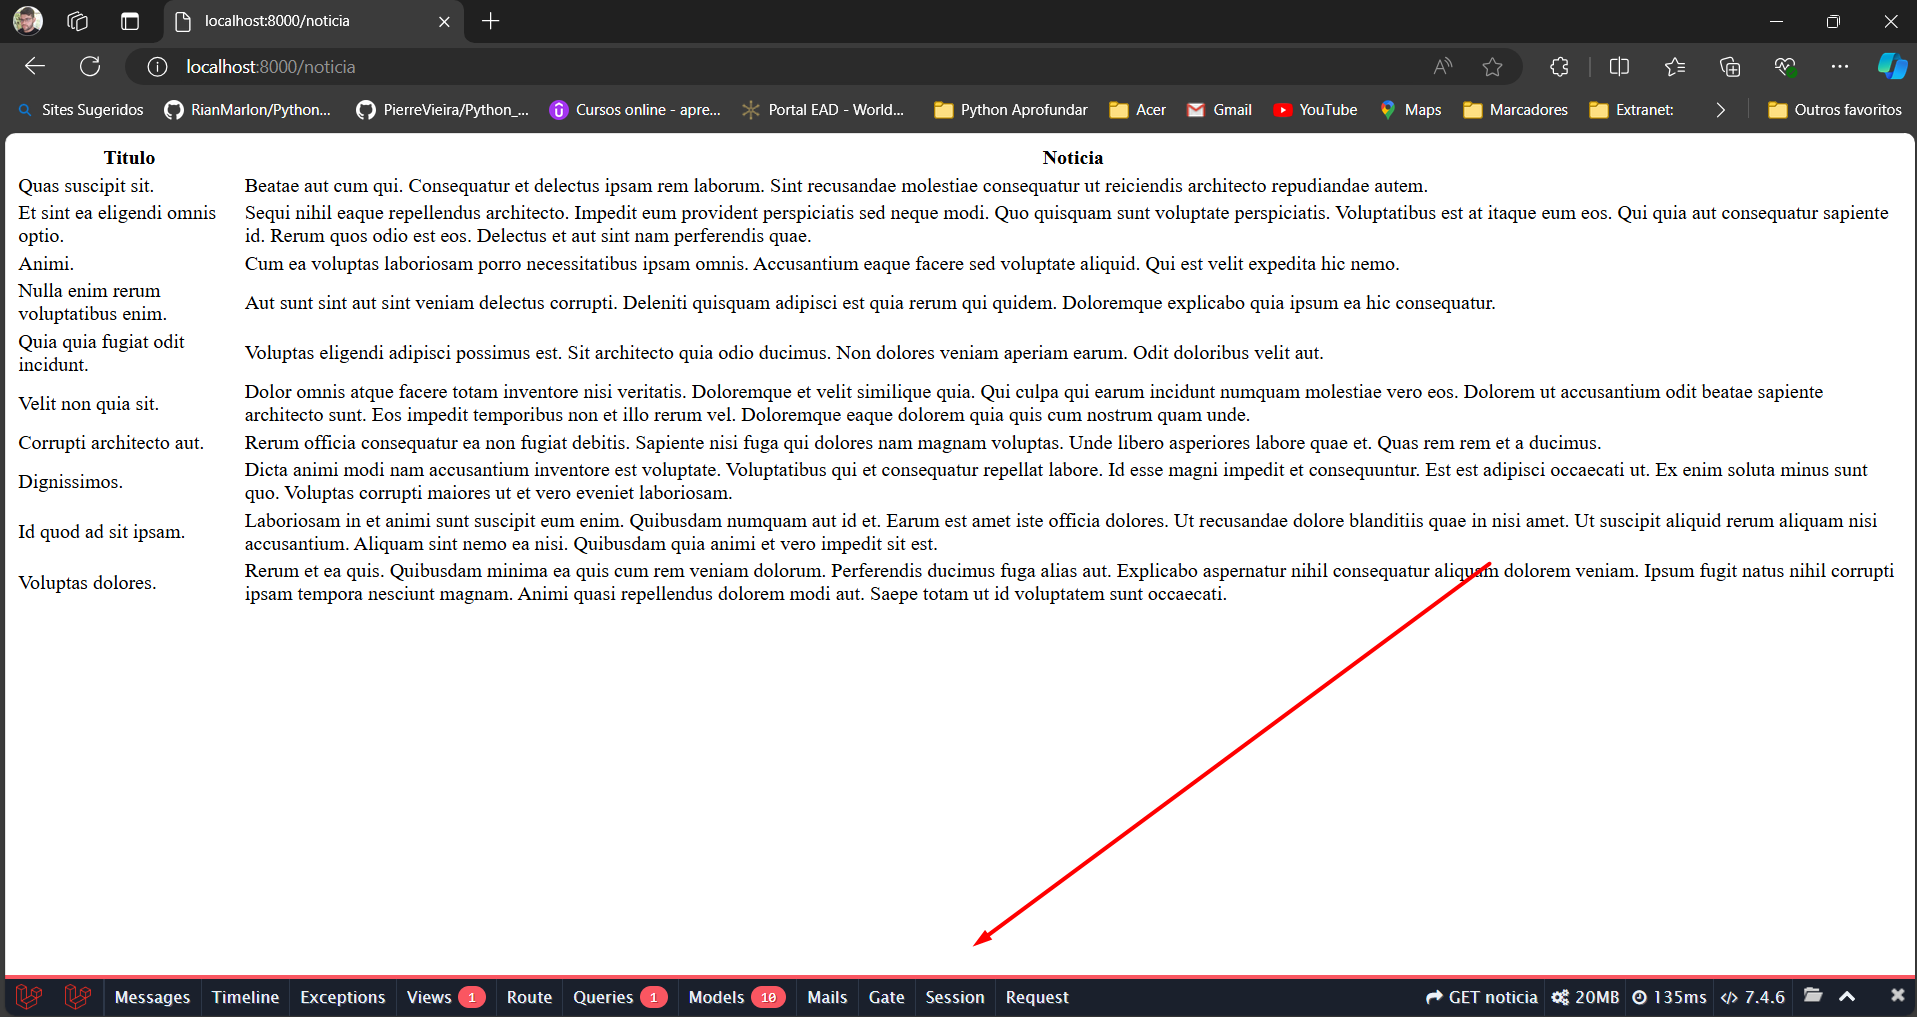 localhost:8000/noticia
localhost:8000/noticia
Sites Sugeridos RianMarlon/Python... PierreVieira/Python_... Cursos online - apre... Portal EAD - World... Python Aprofundar Acer Gmail YouTube Maps Marcadores Extranet: Outros favoritos
Titulo Noticia
Quas suscipit sit. Beatae aut cum qui. Consequatur et delectus ipsam rem laborum. Sint recusandae molestiae consequatur ut reiciendis architecto repudiandae autem.
Et sint ea eligendi omnis
optio.
Sequi nihil eaque repellendus architecto. Impedit eum provident perspiciatis sed neque modi. Quo quisquam sunt voluptate perspiciatis. Voluptatibus est at itaque eum eos. Qui quia aut consequatur sapiente
id. Rerum quos odio est eos. Delectus et aut sint nam perferendis quae.
Animi. Cum ea voluptas laboriosam porro necessitatibus ipsam omnis. Accusantium eaque facere sed voluptate aliquid. Qui est velit expedita hic nemo.
Nulla enim rerum
voluptatibus enim.
Aut sunt sint aut sint veniam delectus corrupti. Deleniti quisquam adipisci est quia rerum qui quidem. Doloremque explicabo quia ipsum ea hic consequatur.
Quia quia fugiat odit
incidunt.
Voluptas eligendi adipisci possimus est. Sit architecto quia odio ducimus. Non dolores veniam aperiam earum. Odit doloribus velit aut.
Velit non quia sit.
Dolor omnis atque facere totam inventore nisi veritatis. Doloremque et velit similique quia. Qui culpa qui earum incidunt numquam molestiae vero eos. Dolorem ut accusantium odit beatae sapiente
architecto sunt. Eos impedit temporibus non et illo rerum vel. Doloremque eaque dolorem quia quis cum nostrum quam unde.
Corrupti architecto aut. Rerum officia consequatur ea non fugiat debitis. Sapiente nisi fuga qui dolores nam magnam voluptas. Unde libero asperiores labore quae et. Quas rem rem et a ducimus.
Dignissimos.
Dicta animi modi nam accusantium inventore est voluptate. Voluptatibus qui et consequatur repellat labore. Id esse magni impedit et consequuntur. Est est adipisci occaecati ut. Ex enim soluta minus sunt
quo. Voluptas corrupti maiores ut et vero eveniet laboriosam.
Id quod ad sit ipsam.
Laboriosam in et animi sunt suscipit eum enim. Quibusdam numquam aut id et. Earum est amet iste officia dolores. Ut recusandae dolore blanditiis quae in nisi amet. Ut suscipit aliquid rerum aliquam nisi
accusantium. Aliquam sint nemo ea nisi. Quibusdam quia animi et vero impedit sit est.
Voluptas dolores.
Rerum et ea quis. Quibusdam minima ea quis cum rem veniam dolorum. Perferendis ducimus fuga alias aut. Explicabo aspernatur nihil consequatur aliquam dolorem veniam. Ipsum fugit natus nihil corrupti
ipsam tempora nesciunt magnam. Animi quasi repellendus dolorem modi aut. Saepe totam ut id voluptatem sunt occaecati.
Messages Timeline Exceptions Views 1 Route Queries 1 Models 10 Mails Gate Session Request GET noticia 20MB 135ms 7.4.6